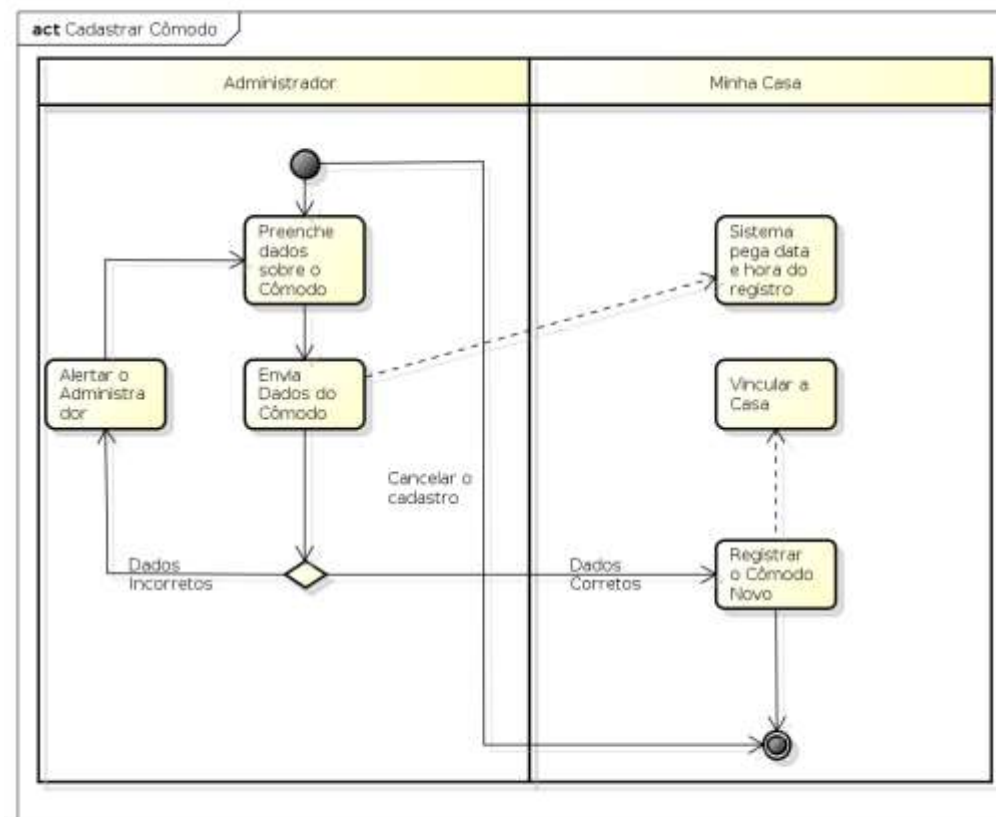 act Cadastrar Cômodo
Administrador
Minha Casa
Preenche
dados
sobre o
Cômodo
Sistema
pega data
e hora do
registro
Alertar o
Administra
dor
Envia
Dados do
Cômodo
Vincular a
Casa
Cancelar o
cadastro
Dados
Incorretos
Dados
Corretos
Registrar
o Cômodo
Novo